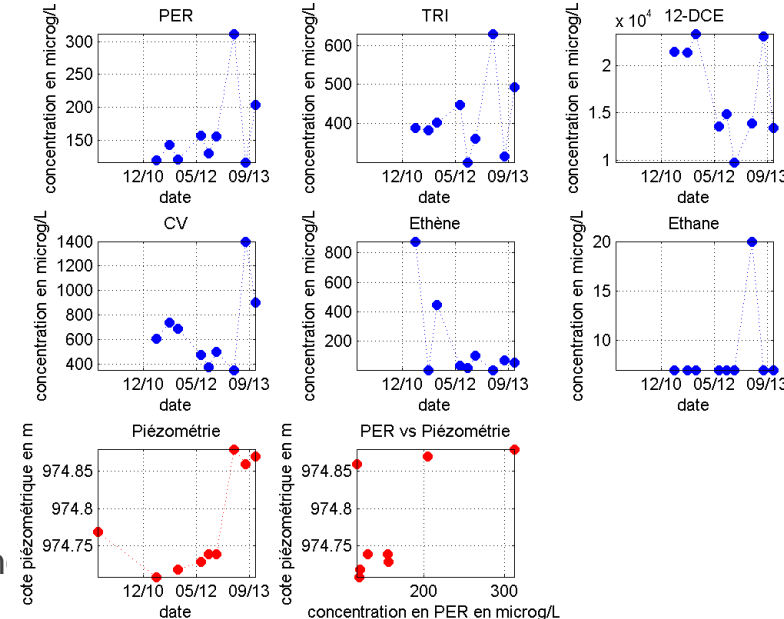 PER
concentration en microg/L
300
250
200
150
12/10 05/12 09/13
date
TRI
concentration en microg/L
600
500
400
12/10 05/12 09/13
date
x 10⁴ 12-DCE
concentration en microg/L
2
1.5
1
12/10 05/12 09/13
date
CV
concentration en microg/L
1400
1200
1000
800
600
400
12/10 05/12 09/13
date
Ethène
concentration en microg/L
800
600
400
200
12/10 05/12 09/13
date
Ethane
concentration en microg/L
20
15
10
12/10 05/12 09/13
date
Piézométrie
cote piézométrique en m
974.85
974.8
974.75
12/10 05/12 09/13
date
PER vs Piézométrie
cote piézométrique en m
974.85
974.8
974.75
200 300
concentration en PER en microg/L